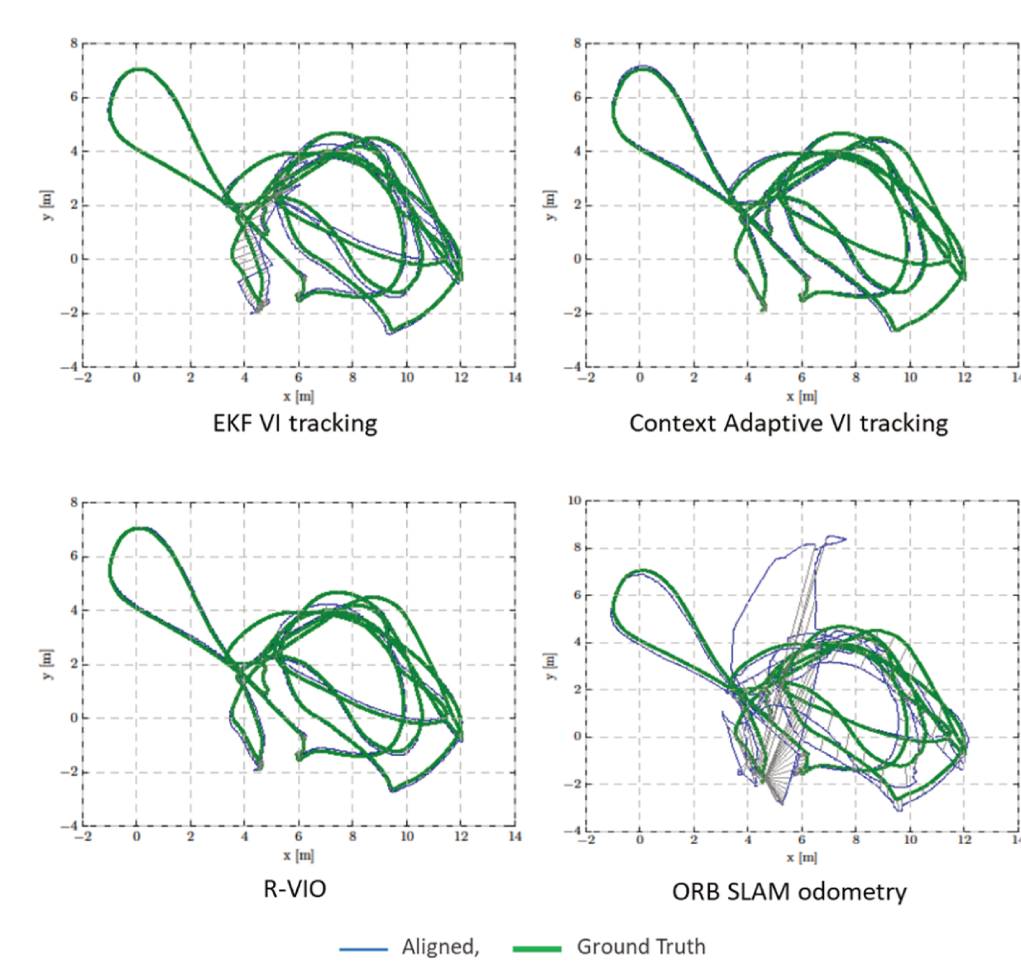 8
6
4
2
0
−2
−4
y [m]
−2 0 2 4 6 8 10 12 14
x [m]
EKF VI tracking
8
6
4
2
0
−2
−4
y [m]
−2 0 2 4 6 8 10 12 14
x [m]
Context Adaptive VI tracking
8
6
4
2
0
−2
−4
y [m]
−2 0 2 4 6 8 10 12 14
x [m]
R-VIO
10
8
6
4
2
0
−2
−4
y [m]
−2 0 2 4 6 8 10 12 14
x [m]
ORB SLAM odometry
Aligned, Ground Truth